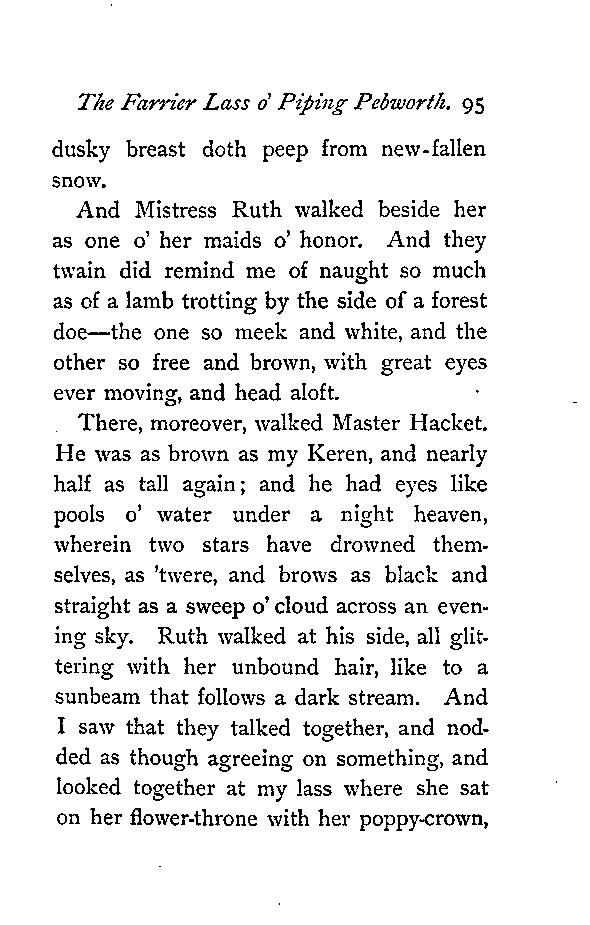 The Farrier Lass o' Piping Pebworth. 95
dusky breast doth peep from new-fallen
snow.
And Mistress Ruth walked beside her
as one o' her maids o' honor. And they
twain did remind me of naught so much
as of a lamb trotting by the side of a forest
doe—the one so meek and white, and the
other so free and brown, with great eyes
ever moving, and head aloft.
There, moreover, walked Master Hacket.
He was as brown as my Keren, and nearly
half as tall again; and he had eyes like
pools o' water under a night heaven,
wherein two stars have drowned them-
selves, as 'twere, and brows as black and
straight as a sweep o' cloud across an even-
ing sky. Ruth walked at his side, all glit-
tering with her unbound hair, like to a
sunbeam that follows a dark stream. And
I saw that they talked together, and nod-
ded as though agreeing on something, and
looked together at my lass where she sat
on her flower-throne with her poppy-crown,